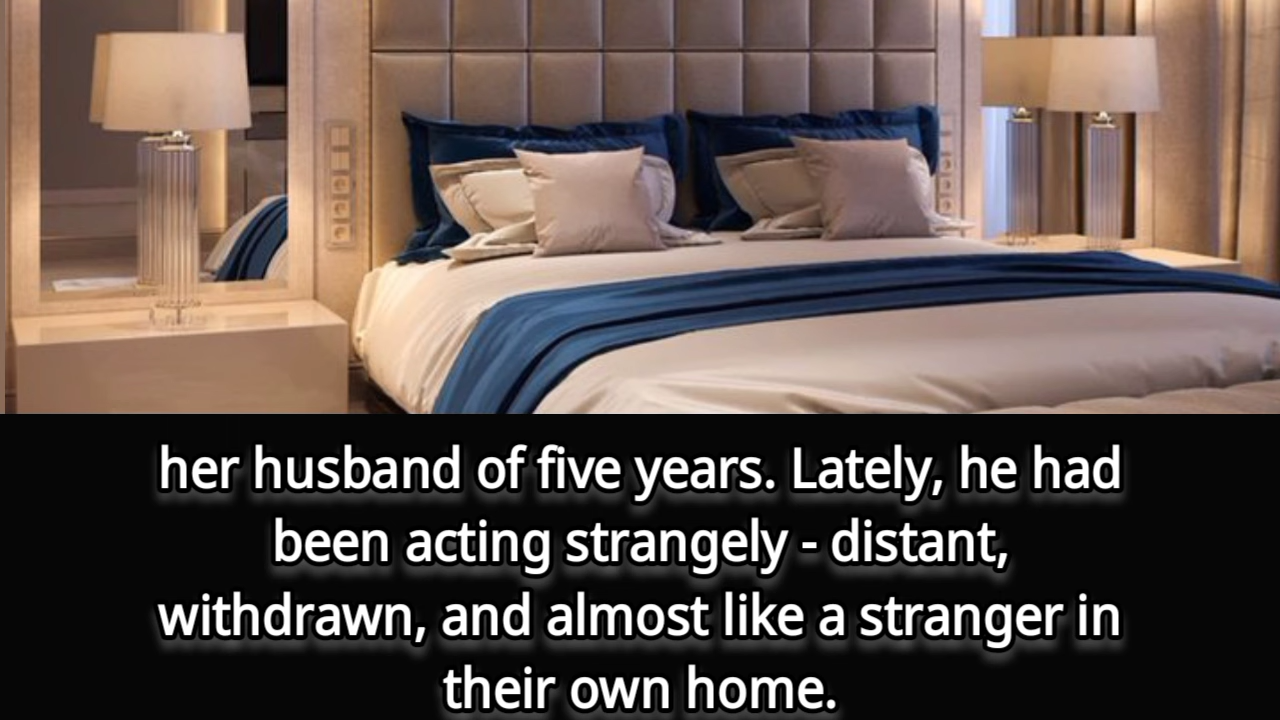 her husband of five years. Lately, he had
been acting strangely - distant,
withdrawn, and almost like a stranger in
their own home.